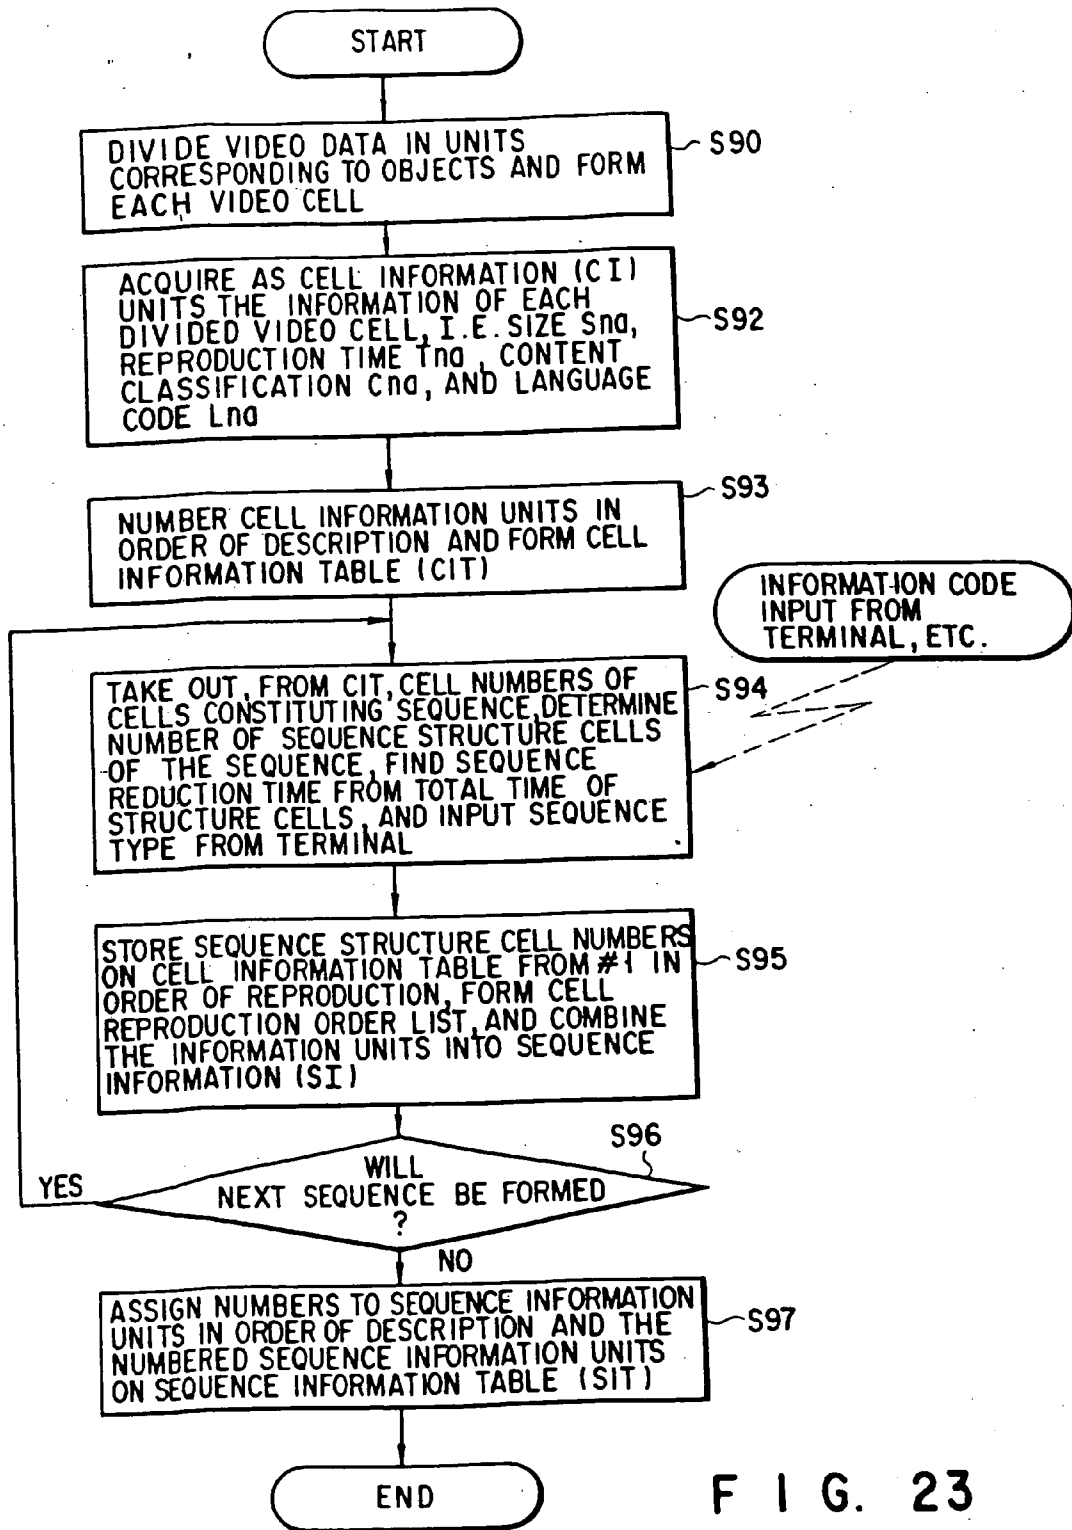 START
DIVIDE VIDEO DATA IN UNITS
CORRESPONDING TO OBJECTS AND FORM
EACH VIDEO CELL
S90
ACQUIRE AS CELL INFORMATION (CI)
UNITS THE INFORMATION OF EACH
DIVIDED VIDEO CELL, I.E. SIZE Sna,
REPRODUCTION TIME Tna, CONTENT
CLASSIFICATION Cna, AND LANGUAGE
CODE Lna
S92
NUMBER CELL INFORMATION UNITS IN
ORDER OF DESCRIPTION AND FORM CELL
INFORMATION TABLE (CIT)
S93
INFORMATION CODE
INPUT FROM
TERMINAL, ETC.
TAKE OUT, FROM CIT, CELL NUMBERS OF
CELLS CONSTITUTING SEQUENCE, DETERMINE
NUMBER OF SEQUENCE STRUCTURE CELLS
OF THE SEQUENCE, FIND SEQUENCE
REDUCTION TIME FROM TOTAL TIME OF
STRUCTURE CELLS, AND INPUT SEQUENCE
TYPE FROM TERMINAL
S94
STORE SEQUENCE STRUCTURE CELL NUMBERS
ON CELL INFORMATION TABLE FROM #1 IN
ORDER OF REPRODUCTION, FORM CELL
REPRODUCTION ORDER LIST, AND COMBINE
THE INFORMATION UNITS INTO SEQUENCE
INFORMATION (SI)
S95
S96
WILL
NEXT SEQUENCE BE FORMED
?
YES
NO
ASSIGN NUMBERS TO SEQUENCE INFORMATION
UNITS IN ORDER OF DESCRIPTION AND THE
NUMBERED SEQUENCE INFORMATION UNITS
ON SEQUENCE INFORMATION TABLE (SIT)
S97
END
FIG. 23